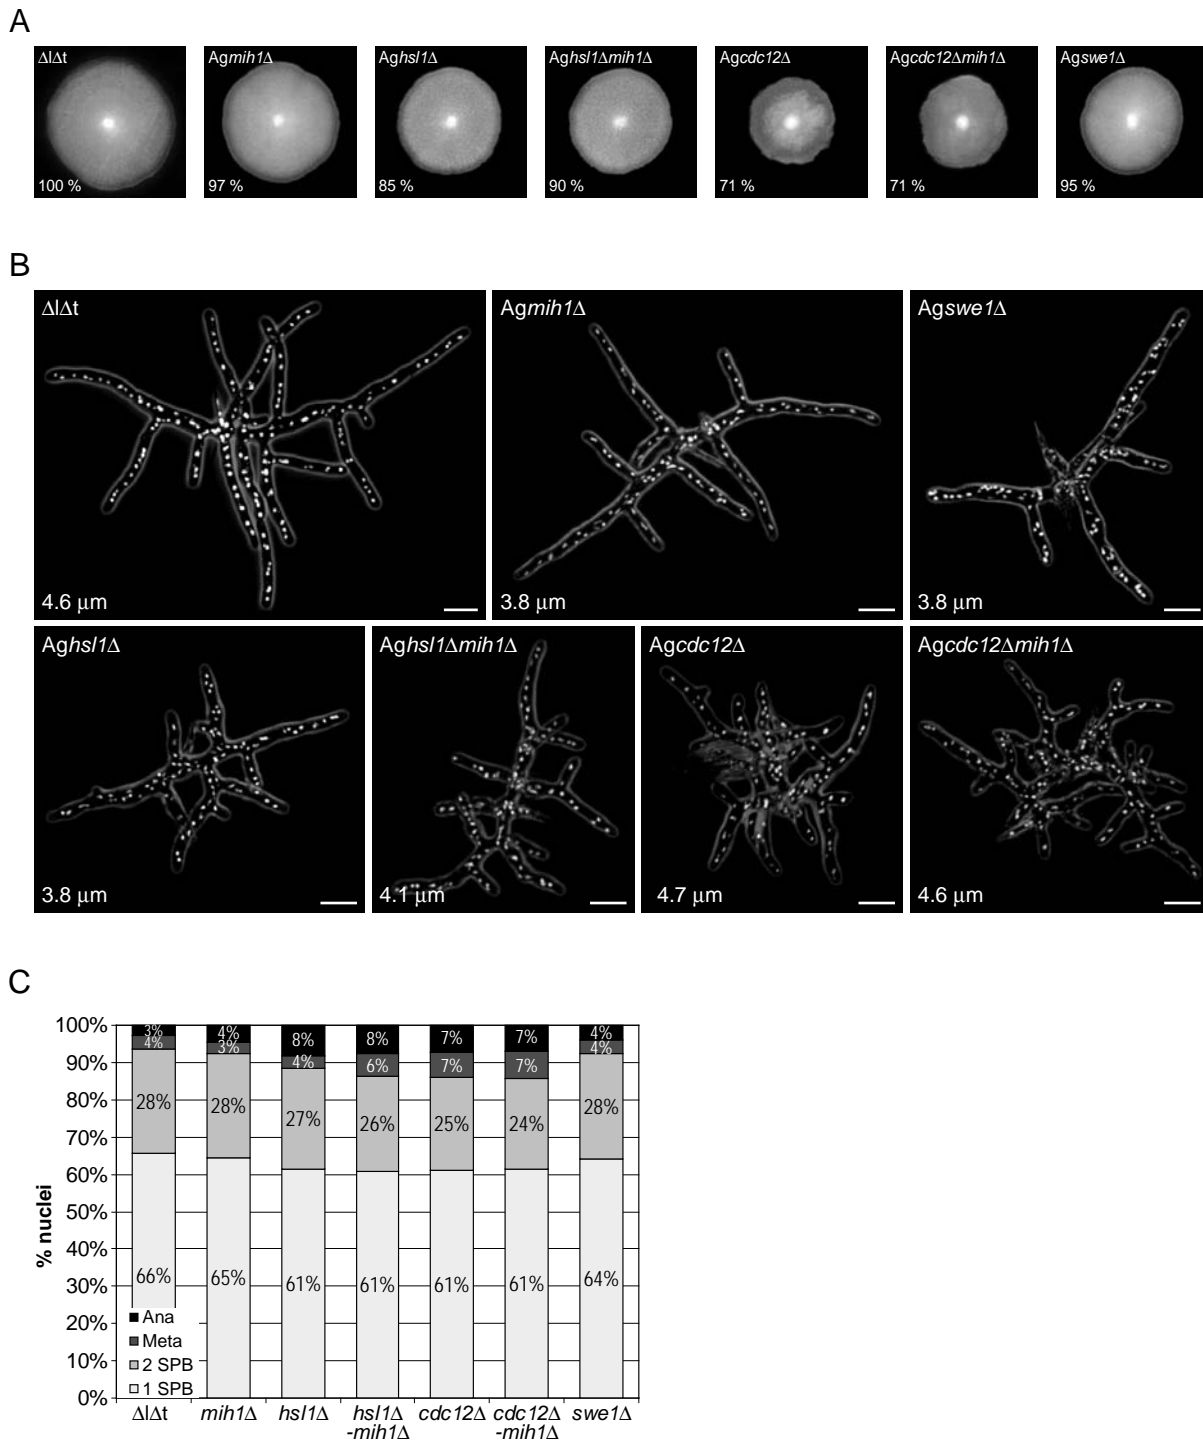 A
ΔlΔt
Agmih1Δ
Aghsl1Δ
Aghsl1Δmih1Δ
Agcdc12Δ
Agcdc12Δmih1Δ
Agswe1Δ
100 %
97 %
85 %
90 %
71 %
71 %
95 %
B
ΔlΔt
Agmih1Δ
Agswe1Δ
4.6 μm
3.8 μm
3.8 μm
Aghsl1Δ
Aghsl1Δmih1Δ
Agcdc12Δ
Agcdc12Δmih1Δ
3.8 μm
4.1 μm
4.7 μm
4.6 μm
C
% nuclei
100%
90%
80%
70%
60%
50%
40%
30%
20%
10%
0%
3%
4%
28%
66%
4%
3%
28%
65%
8%
4%
27%
61%
8%
6%
26%
61%
7%
7%
25%
61%
7%
7%
24%
61%
4%
4%
28%
64%
Ana
Meta
2 SPB
1 SPB
ΔlΔt
mih1Δ
hsl1Δ
hsl1Δ
-mih1Δ
cdc12Δ
cdc12Δ
-mih1Δ
swe1Δ